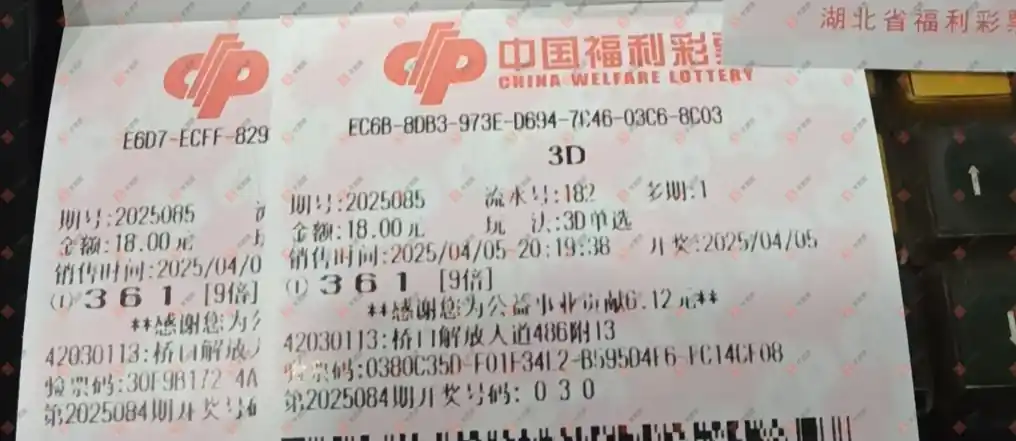 湖北省福利彩票
中国福利彩票
CHINA WELFARE LOTTERY
EC6B-8DB3-973E-D694-7C46-03C6-8C03
3D
期号:2025085 流水号:182 多期:1
金额:18.00元 玩 法:3D单选
销售时间:2025/04/05-20:19:38 开奖:2025/04/05
(1) 3 6 1 [9倍]
**感谢您为公益事业贡献6.12元**
42030113:桥口解放大道486附13
验票码:0380C35D-F01F34E2-B595D4F6-FC14CF08
第2025084期开奖号码: 0 3 0
E6D7-ECFF-829
期号:2025085
金额:18.00元
销售时间:2025/04/0
(1) 3 6 1 [9倍]
**感谢您为
42030113:桥口解放
验票码:30F9B172-4A
第2025084期开奖号码